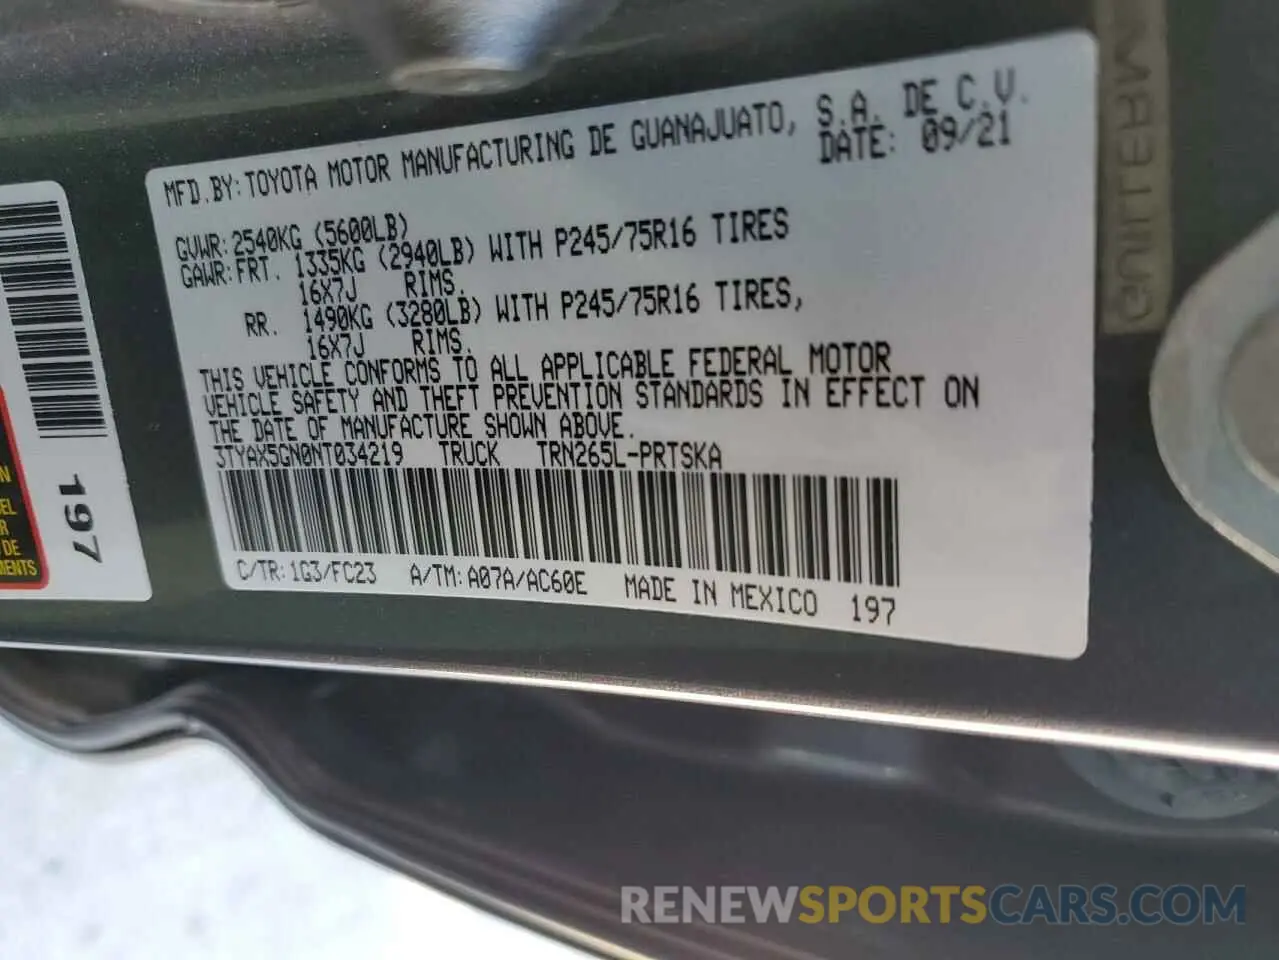 MFD.BY:TOYOTA MOTOR MANUFACTURING DE GUANAJUATO, S.A. DE C.V.
DATE: 09/21
GVWR:2540KG (5600LB)
GAWR:FRT. 1335KG (2940LB) WITH P245/75R16 TIRES
16X7J RIMS.
RR. 1490KG (3280LB) WITH P245/75R16 TIRES,
16X7J RIMS.
THIS VEHICLE CONFORMS TO ALL APPLICABLE FEDERAL MOTOR
VEHICLE SAFETY AND THEFT PREVENTION STANDARDS IN EFFECT ON
THE DATE OF MANUFACTURE SHOWN ABOVE.
3TYAX5GN0NT034219 TRUCK TRN265L-PRTSKA
C/TR:1G3/FC23 A/TM:A07A/AC60E MADE IN MEXICO 197
197
DE
MENTS
RENEWSPORTSCARS.COM